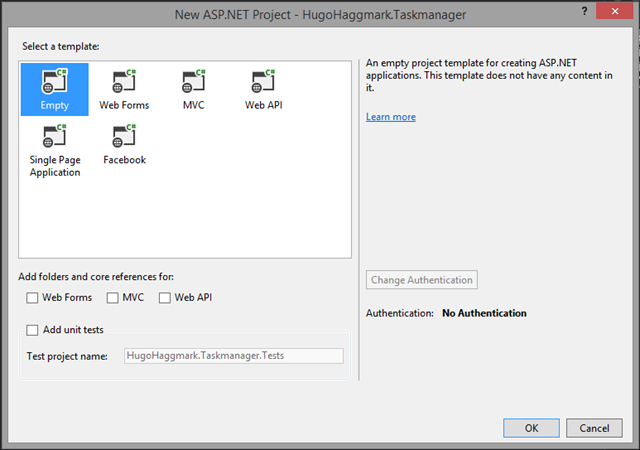 New ASP.NET Project - HugoHaggmark.Taskmanager
?
Select a template:
C#
C#
C#
C#
Empty
Web Forms
MVC
Web API
C#
C#
Single Page
Application
Facebook
An empty project template for creating ASP.NET
applications. This template does not have any content in
it.
Learn more
Add folders and core references for:
Web Forms
MVC
Web API
Add unit tests
Test project name:
HugoHaggmark.Taskmanager.Tests
Change Authentication
Authentication: No Authentication
OK
Cancel